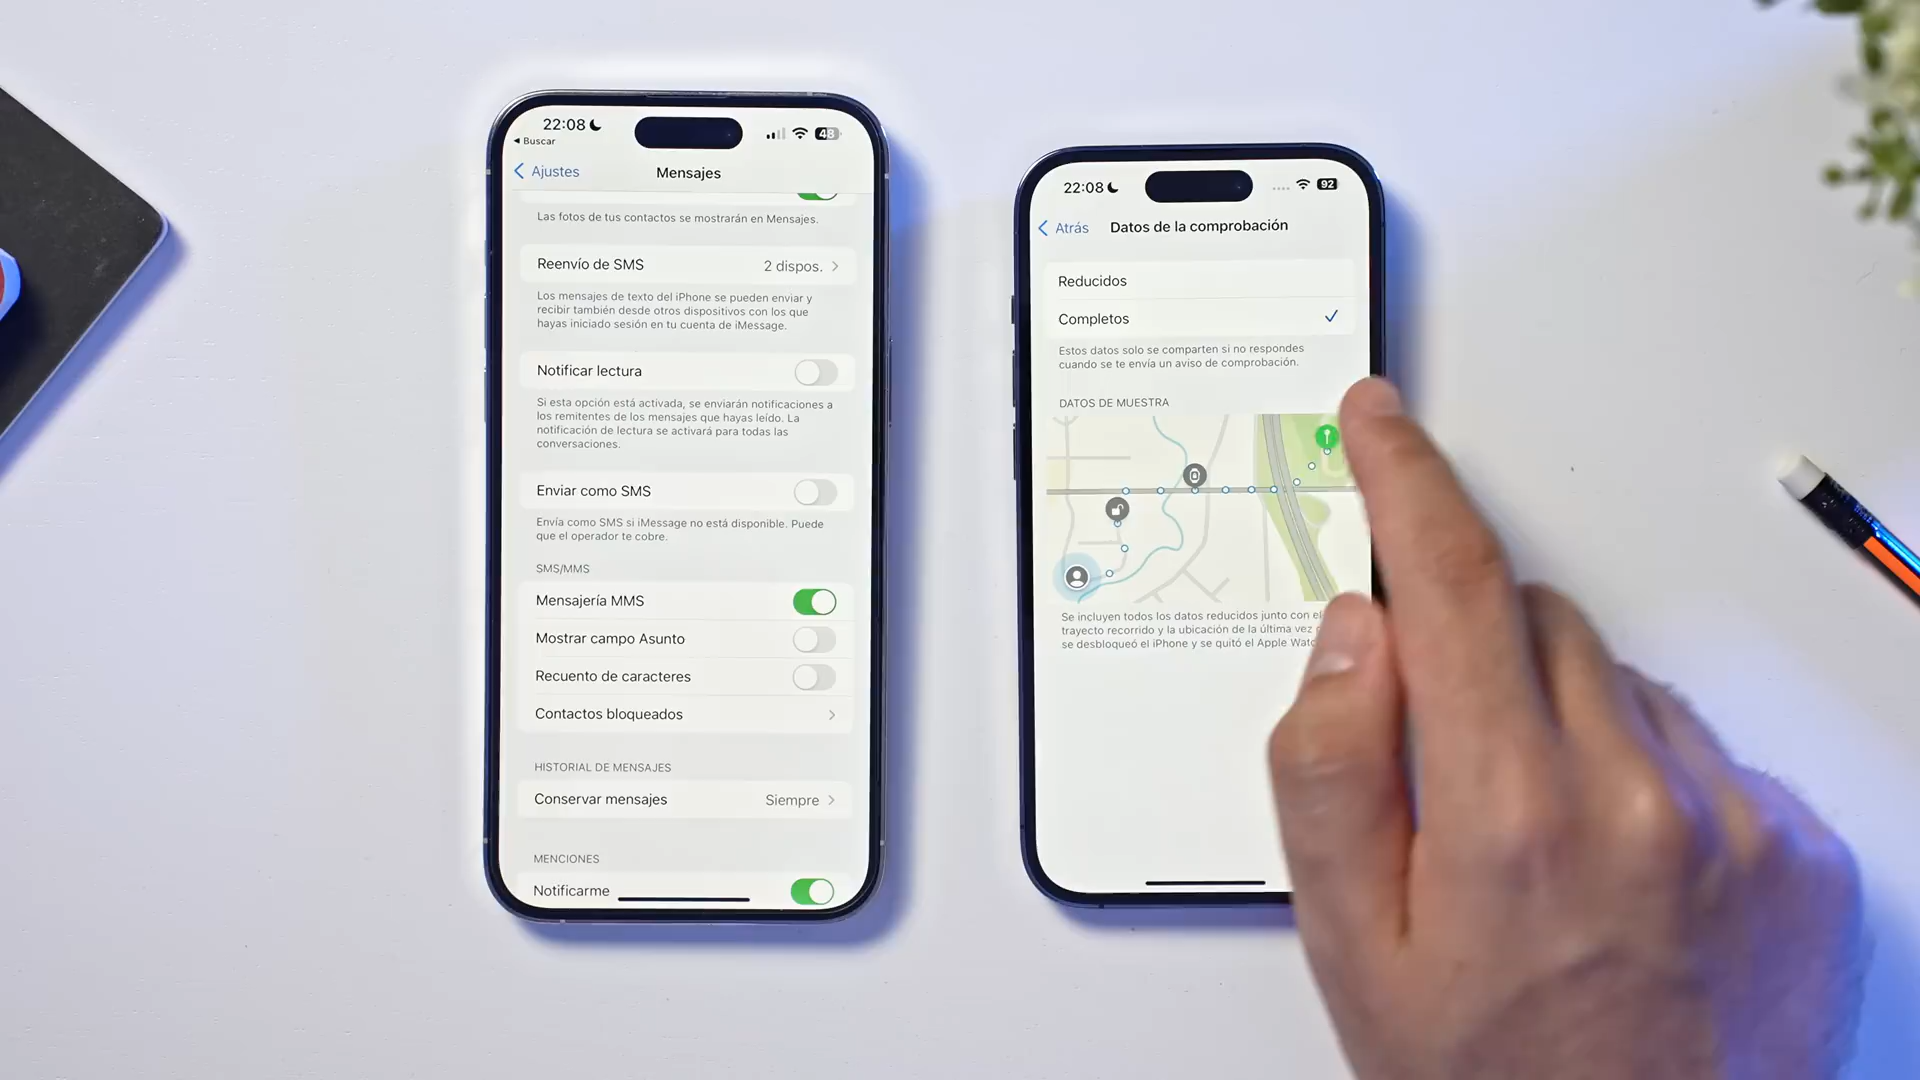 22:08
48
Buscar
Ajustes
Mensajes
Las fotos de tus contactos se mostrarán en Mensajes.
Reenvío de SMS
2 dispos.
Los mensajes de texto del iPhone se pueden enviar y
recibir también desde otros dispositivos con los que
hayas iniciado sesión en tu cuenta de iMessage.
Notificar lectura
Si esta opción está activada, se enviarán notificaciones a
los remitentes de los mensajes que hayas leído. La
notificación de lectura se activará para todas las
conversaciones.
Enviar como SMS
Envía como SMS si iMessage no está disponible. Puede
que el operador te cobre.
SMS/MMS
Mensajería MMS
Mostrar campo Asunto
Recuento de caracteres
Contactos bloqueados
HISTORIAL DE MENSAJES
Conservar mensajes
Siempre
MENCIONES
Notificarme
22:08
92
Atrás
Datos de la comprobación
Reducidos
Completos
Estos datos solo se comparten si no respondes
cuando se te envía un aviso de comprobación.
DATOS DE MUESTRA
Se incluyen todos los datos reducidos junto con el
trayecto recorrido y la ubicación de la última vez
se desbloqueó el iPhone y se quitó el Apple